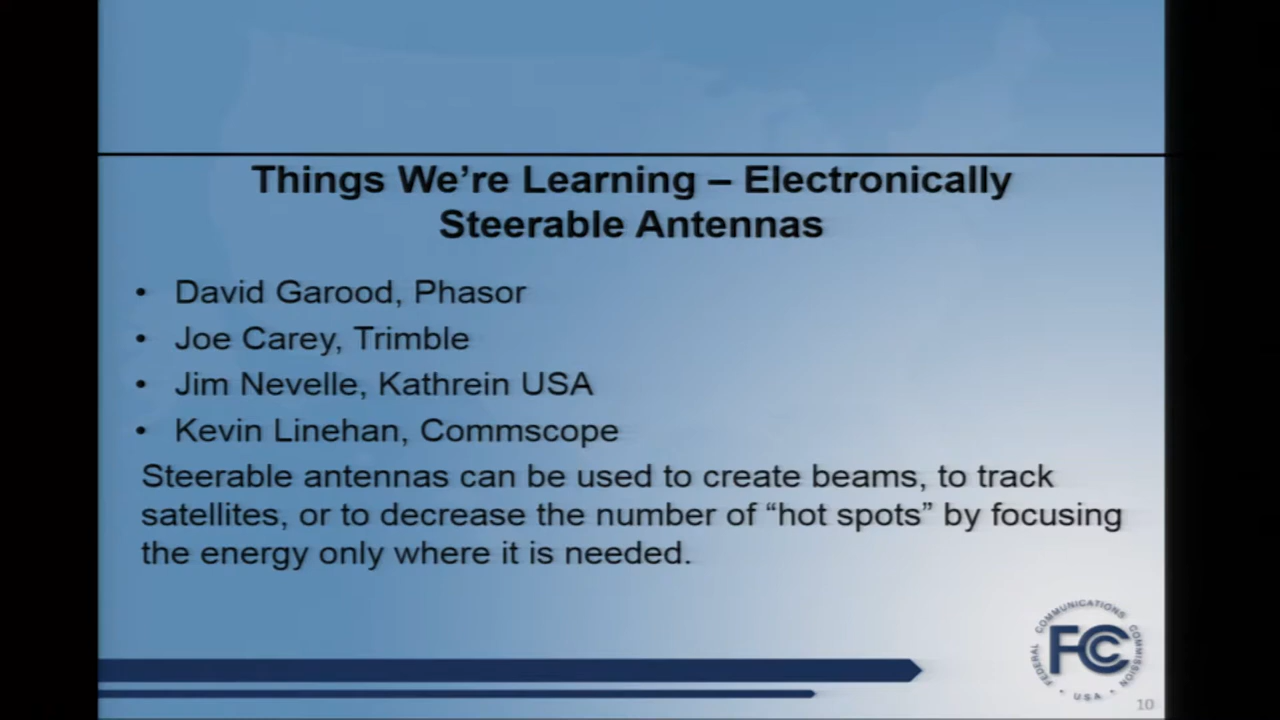 Things We’re Learning – Electronically
Steerable Antennas
• David Garood, Phasor
• Joe Carey, Trimble
• Jim Nevelle, Kathrein USA
• Kevin Linehan, Commscope
Steerable antennas can be used to create beams, to track
satellites, or to decrease the number of “hot spots” by focusing
the energy only where it is needed.
FEDERAL COMMUNICATIONS COMMISSION
FCC
• USA •
10